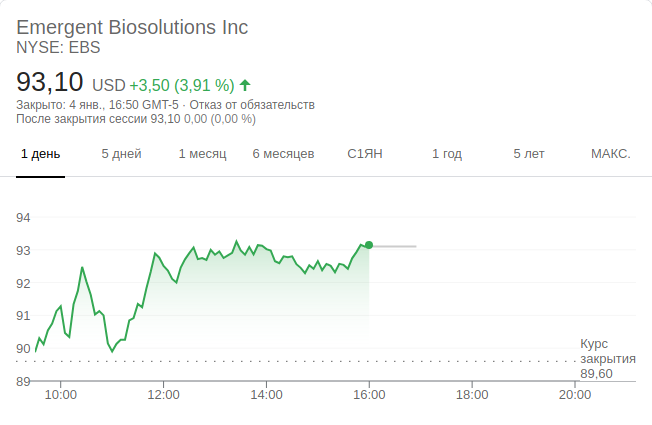 Emergent Biosolutions Inc
NYSE: EBS
93,10 USD +3,50 (3,91 %)
Закрыто: 4 янв., 16:50 GMT-5 · Отказ от обязательств
После закрытия сессии 93,10 0,00 (0,00 %)
1 день 5 дней 1 месяц 6 месяцев С1ЯН 1 год 5 лет МАКС.
94
93
92
91
90
89
Курс
закрытия
89,60
10:00 12:00 14:00 16:00 18:00 20:00